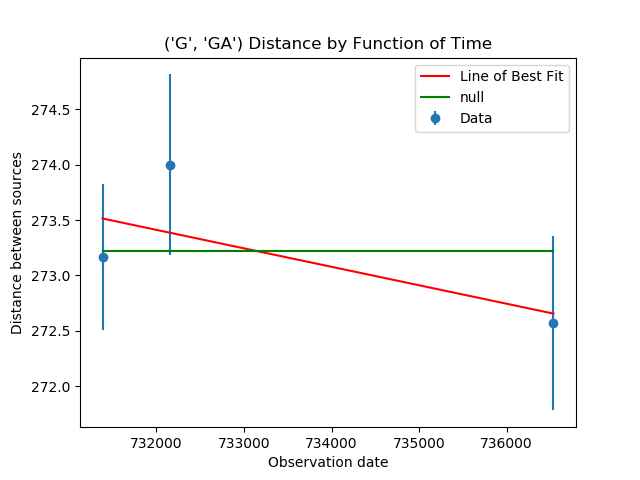 ('G', 'GA') Distance by Function of Time
Line of Best Fit
null
Data
Distance between sources
274.5
274.0
273.5
273.0
272.5
272.0
732000 733000 734000 735000 736000
Observation date